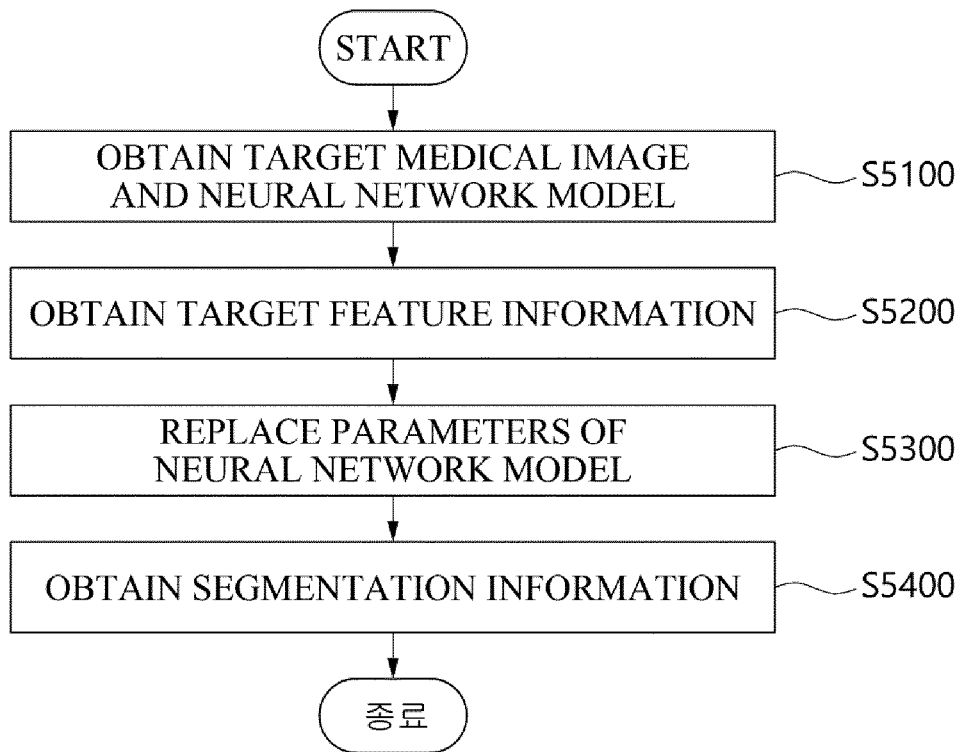 START
OBTAIN TARGET MEDICAL IMAGE
AND NEURAL NETWORK MODEL
S5100
OBTAIN TARGET FEATURE INFORMATION
S5200
REPLACE PARAMETERS OF
NEURAL NETWORK MODEL
S5300
OBTAIN SEGMENTATION INFORMATION
S5400
종료